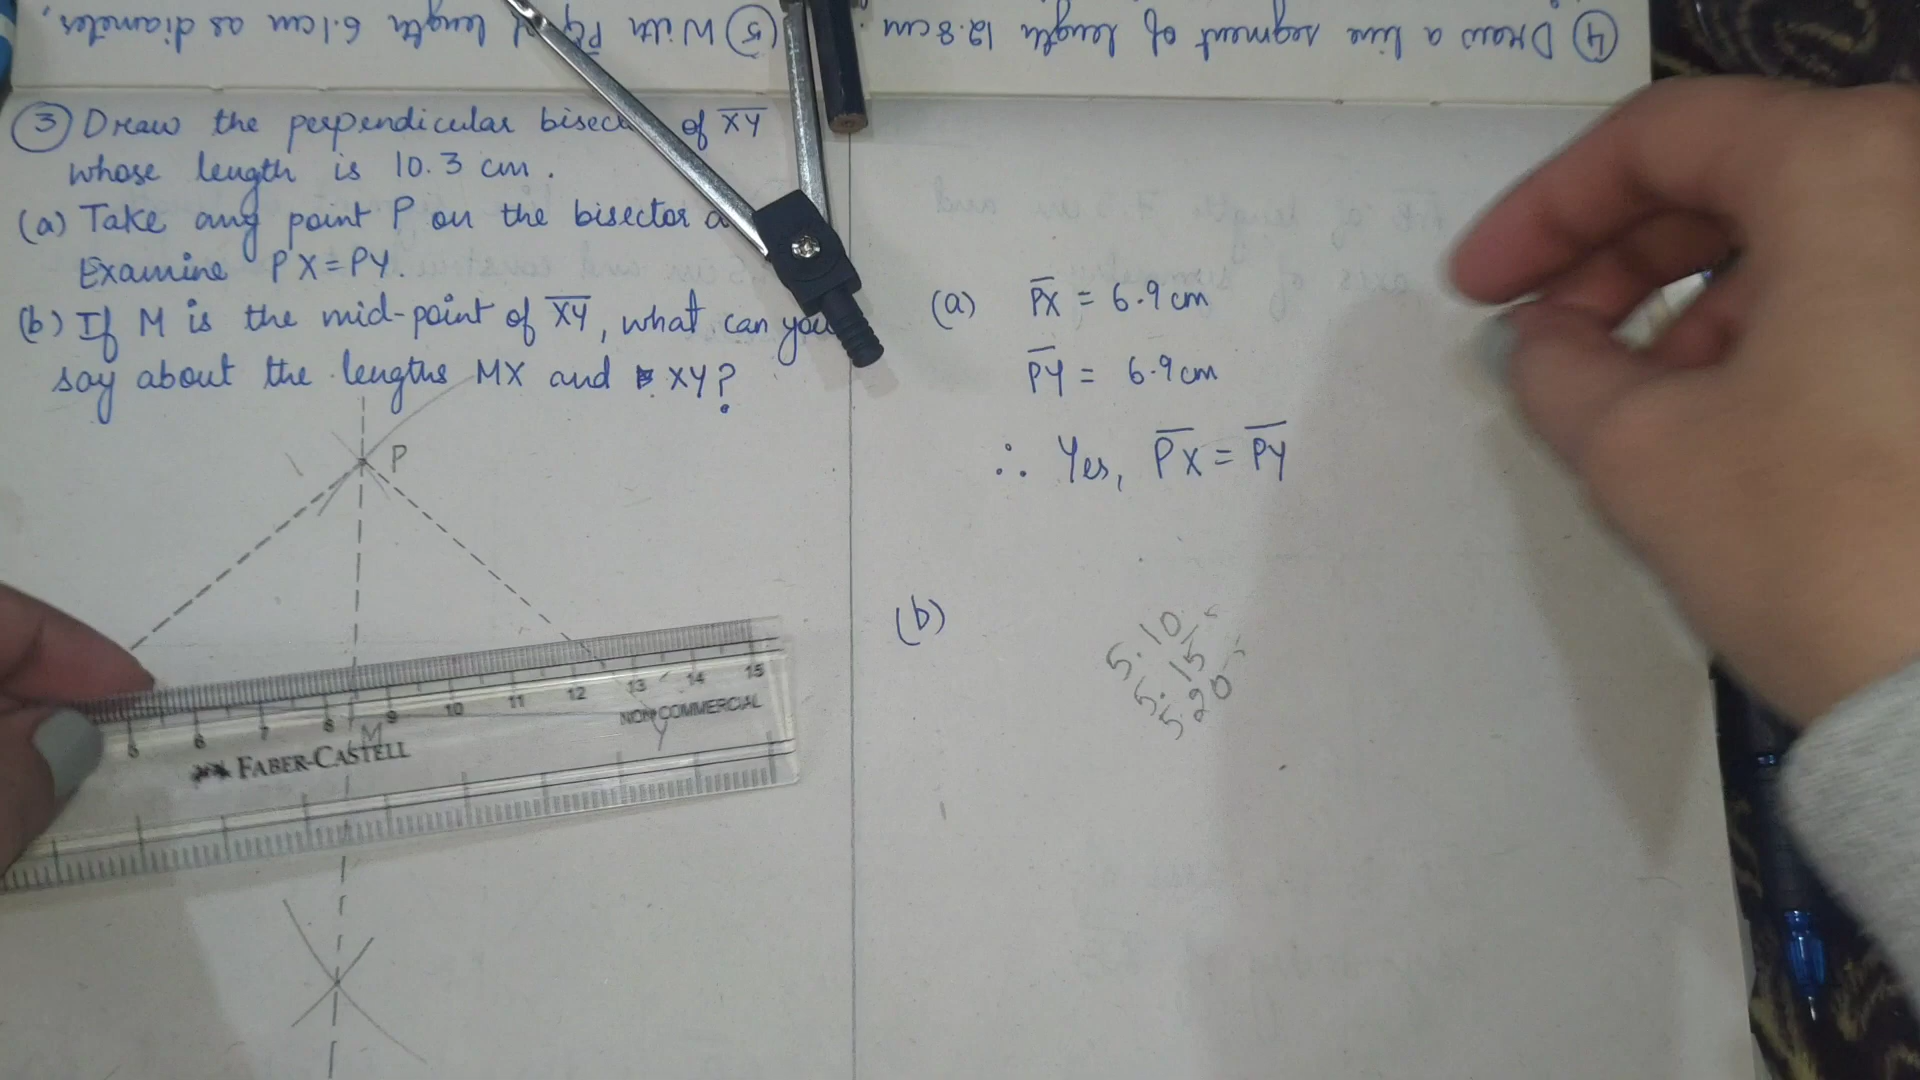 ④ Draw a line segment of length 12.8 cm
⑤ With PQ of length 6.1cm as diameter,
③ Draw the perpendicular bisec of XY
whose length is 10.3 cm.
(a) Take any point P on the bisector a
Examine PX=PY.
(b) If M is the mid-point of XY, what can you
say about the lengths MX and XY?
P
M
Y
5 6 7 8 9 10 11 12 13 14 15
NON COMMERCIAL
FABER-CASTELL
(a) PX = 6.9 cm
PY = 6.9 cm
∴ Yes, PX = PY
(b)
5.10
5.15
5.20